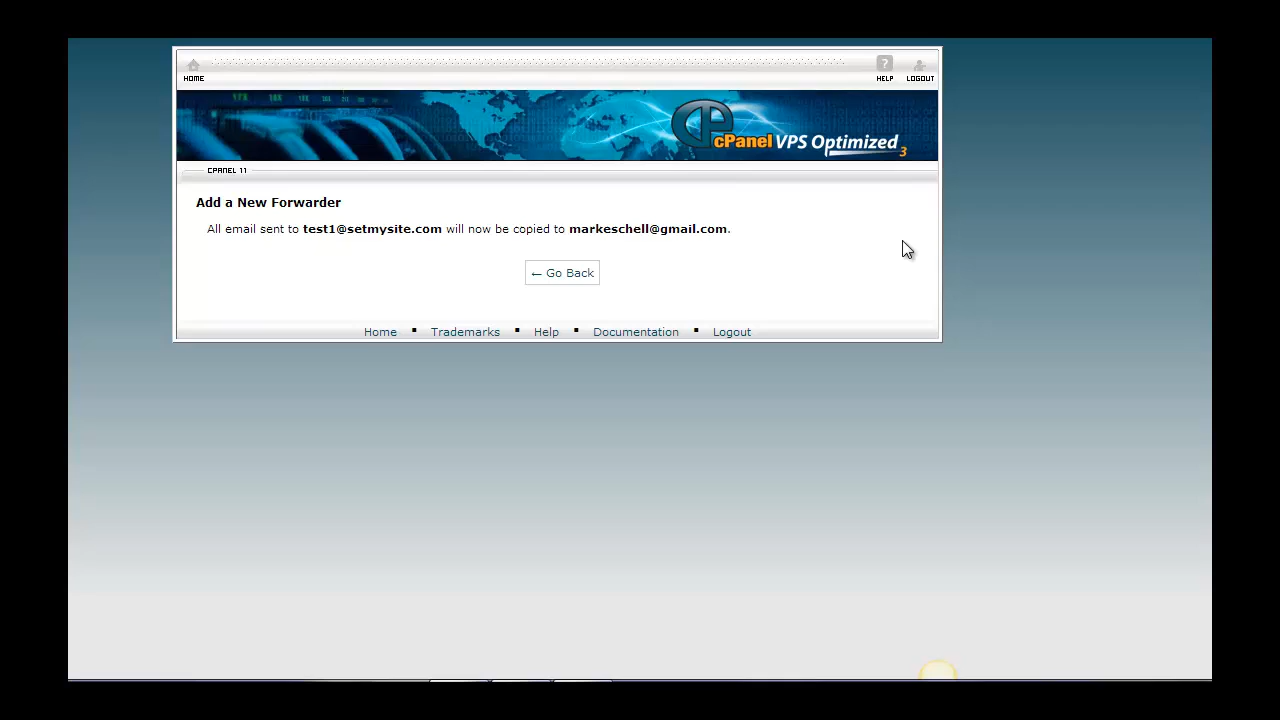 HOME
? HELP LOGOUT
cPanel VPS Optimized 3
CPANEL 11
Add a New Forwarder
All email sent to test1@setmysite.com will now be copied to markeschell@gmail.com.
← Go Back
Home ▪ Trademarks ▪ Help ▪ Documentation ▪ Logout